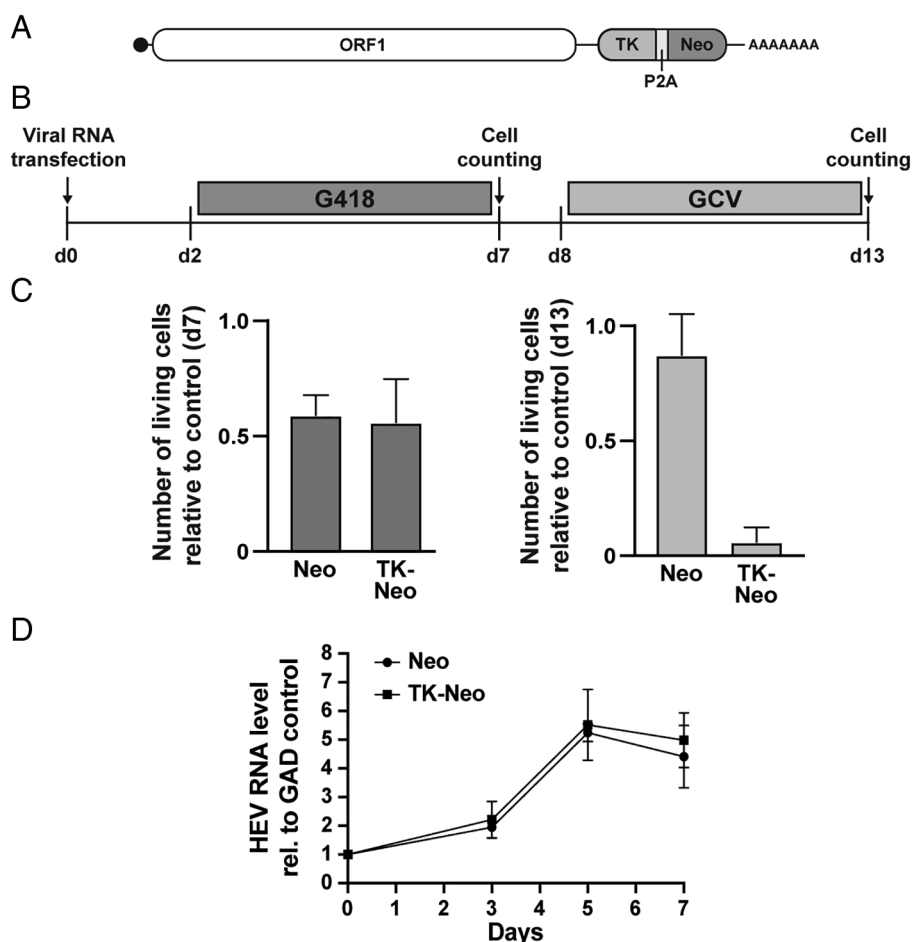 A
ORF1
TK
Neo
AAAAAAA
P2A
B
Viral RNA
transfection
Cell
counting
Cell
counting
G418
GCV
d0
d2
d7
d8
d13
C
Number of living cells
relative to control (d7)
1.0
0.5
0
Neo
TK-
Neo
Number of living cells
relative to control (d13)
1.0
0.5
0
Neo
TK-
Neo
D
HEV RNA level
rel. to GAD control
8
7
6
5
4
3
2
1
0
Neo
TK-Neo
0
1
2
3
4
5
6
7
Days